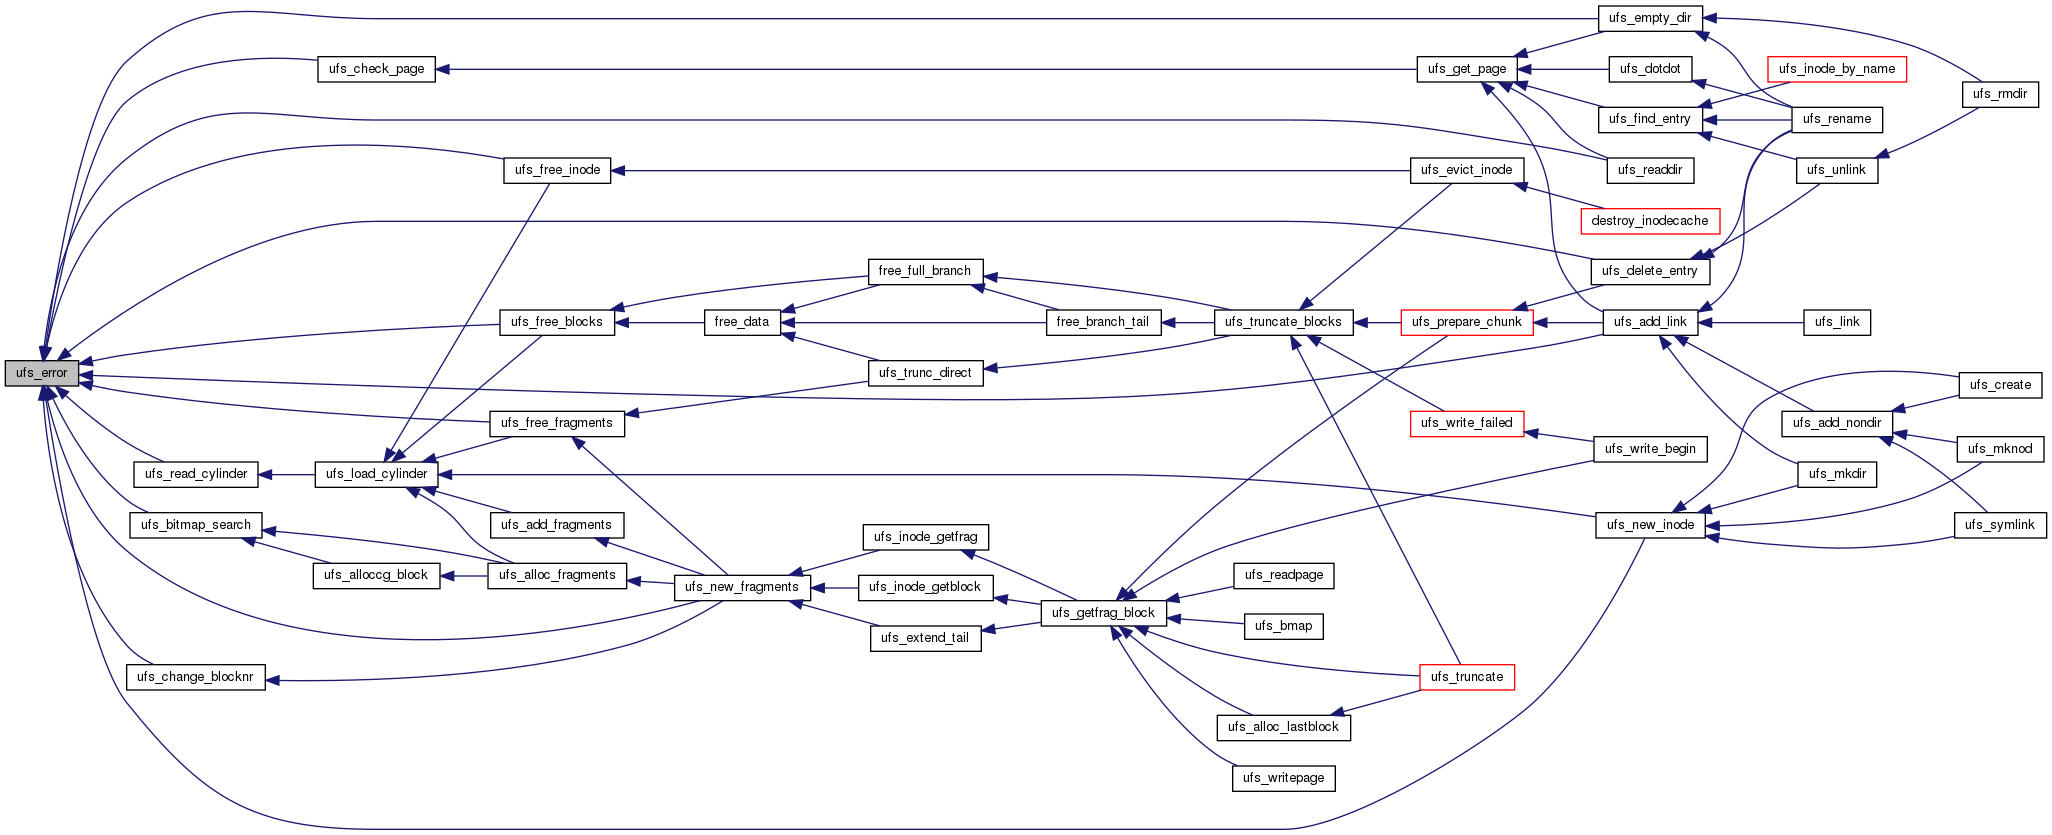 ufs_empty_dir
ufs_check_page
ufs_get_page
ufs_dotdot
ufs_inode_by_name
ufs_rmdir
ufs_find_entry
ufs_rename
ufs_free_inode
ufs_evict_inode
ufs_readdir
ufs_unlink
destroy_inodecache
free_full_branch
ufs_delete_entry
ufs_free_blocks
free_data
free_branch_tail
ufs_truncate_blocks
ufs_prepare_chunk
ufs_add_link
ufs_link
ufs_error
ufs_trunc_direct
ufs_create
ufs_free_fragments
ufs_write_failed
ufs_add_nondir
ufs_write_begin
ufs_mknod
ufs_read_cylinder
ufs_load_cylinder
ufs_mkdir
ufs_bitmap_search
ufs_add_fragments
ufs_new_inode
ufs_symlink
ufs_inode_getfrag
ufs_alloccg_block
ufs_alloc_fragments
ufs_new_fragments
ufs_inode_getblock
ufs_readpage
ufs_getfrag_block
ufs_bmap
ufs_extend_tail
ufs_change_blocknr
ufs_truncate
ufs_alloc_lastblock
ufs_writepage